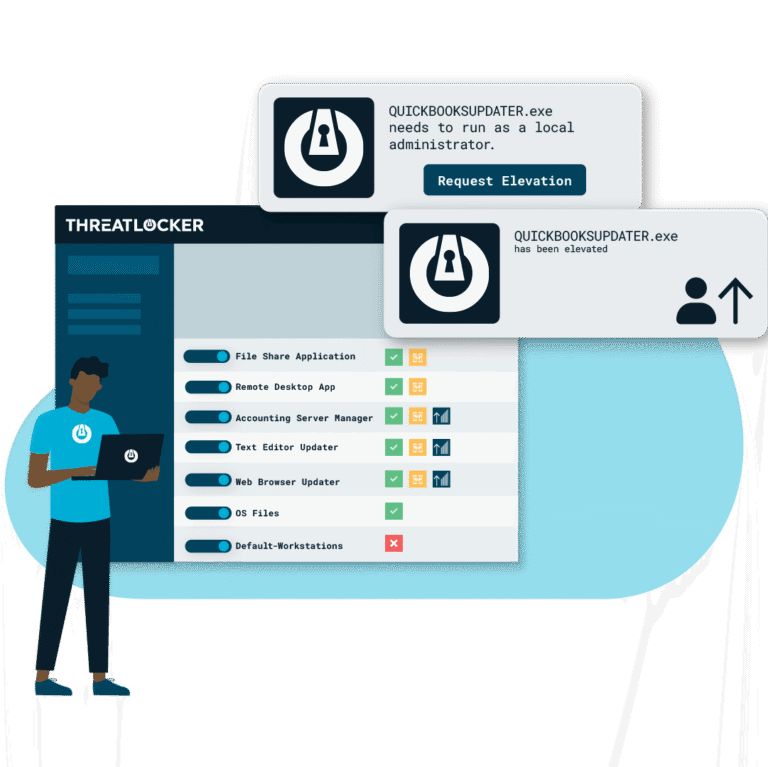 QUICKBOOKSUPDATER.exe
needs to run as a local
administrator.
Request Elevation
THREATLOCKER
QUICKBOOKSUPDATER.exe
has been elevated
File Share Application
Remote Desktop App
Accounting Server Manager
Text Editor Updater
Web Browser Updater
OS Files
Default-Workstations